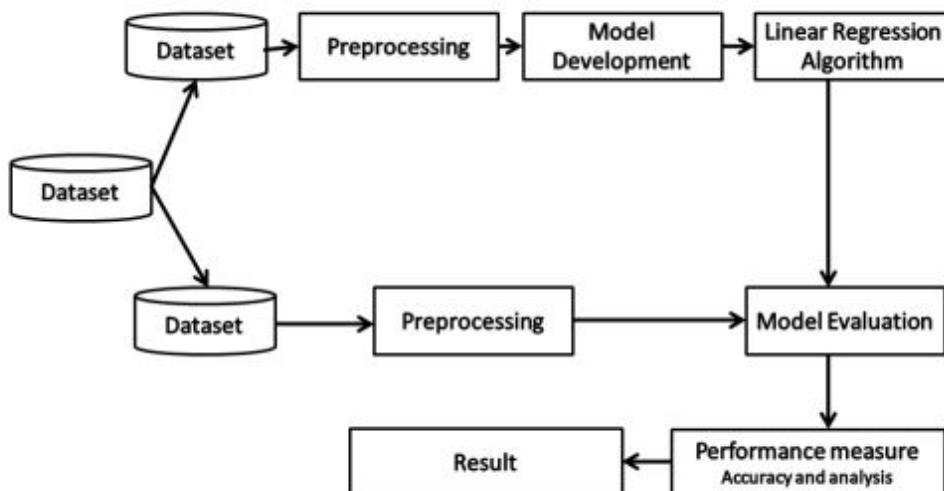 Dataset
Preprocessing
Model
Development
Linear Regression
Algorithm
Dataset
Dataset
Preprocessing
Model Evaluation
Result
Performance measure
Accuracy and analysis